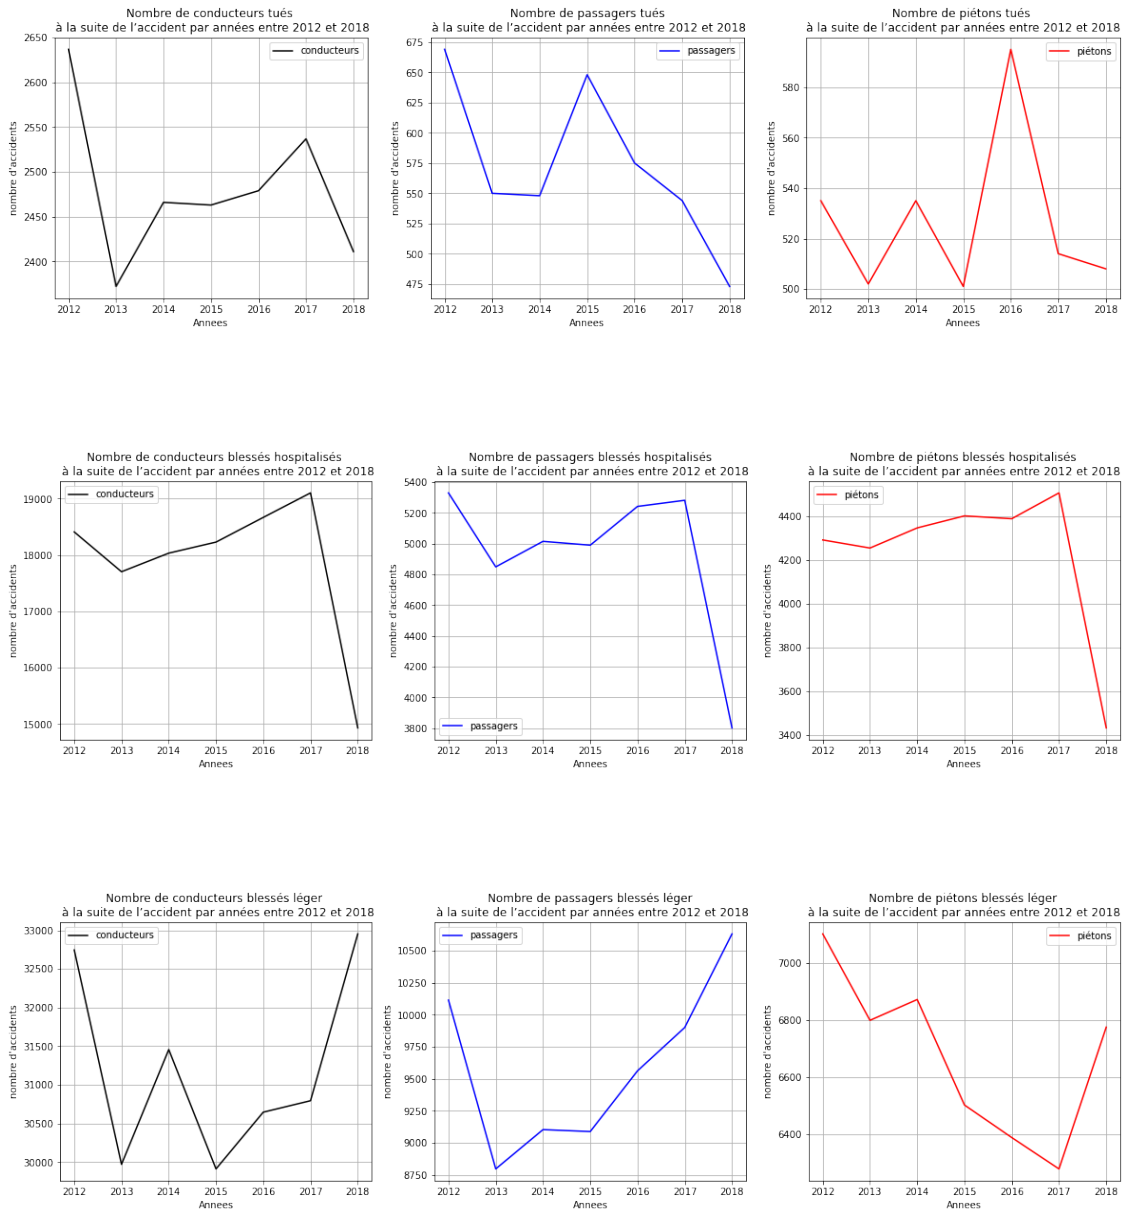 Nombre de conducteurs tués
à la suite de l’accident par années entre 2012 et 2018
conducteurs
nombre d'accidents
2650
2600
2550
2500
2450
2400
2012 2013 2014 2015 2016 2017 2018
Annees
Nombre de passagers tués
à la suite de l’accident par années entre 2012 et 2018
passagers
nombre d'accidents
675
650
625
600
575
550
525
500
475
2012 2013 2014 2015 2016 2017 2018
Annees
Nombre de piétons tués
à la suite de l’accident par années entre 2012 et 2018
piétons
nombre d'accidents
580
560
540
520
500
2012 2013 2014 2015 2016 2017 2018
Annees
Nombre de conducteurs blessés hospitalisés
à la suite de l’accident par années entre 2012 et 2018
conducteurs
nombre d'accidents
19000
18000
17000
16000
15000
2012 2013 2014 2015 2016 2017 2018
Annees
Nombre de passagers blessés hospitalisés
à la suite de l’accident par années entre 2012 et 2018
nombre d'accidents
5400
5200
5000
4800
4600
4400
4200
4000
3800
passagers
2012 2013 2014 2015 2016 2017 2018
Annees
Nombre de piétons blessés hospitalisés
à la suite de l’accident par années entre 2012 et 2018
piétons
nombre d'accidents
4400
4200
4000
3800
3600
3400
2012 2013 2014 2015 2016 2017 2018
Annees
Nombre de conducteurs blessés léger
à la suite de l’accident par années entre 2012 et 2018
conducteurs
nombre d'accidents
33000
32500
32000
31500
31000
30500
30000
2012 2013 2014 2015 2016 2017 2018
Annees
Nombre de passagers blessés léger
à la suite de l’accident par années entre 2012 et 2018
passagers
nombre d'accidents
10500
10250
10000
9750
9500
9250
9000
8750
2012 2013 2014 2015 2016 2017 2018
Annees
Nombre de piétons blessés léger
à la suite de l’accident par années entre 2012 et 2018
piétons
nombre d'accidents
7000
6800
6600
6400
2012 2013 2014 2015 2016 2017 2018
Annees